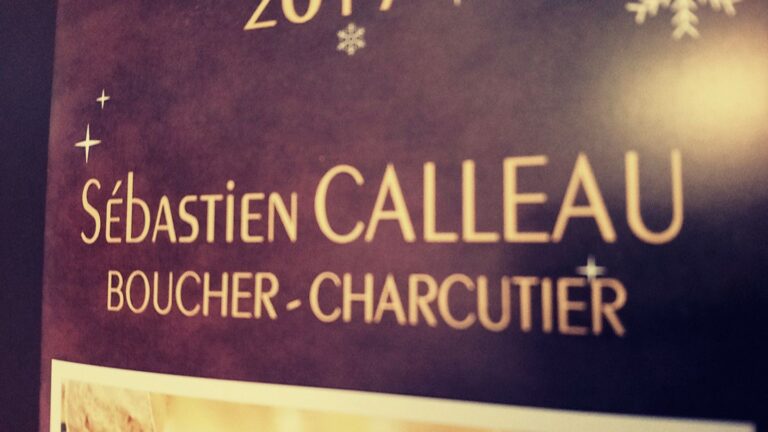 Sébastien CALLEAU
BOUCHER - CHARCUTIER